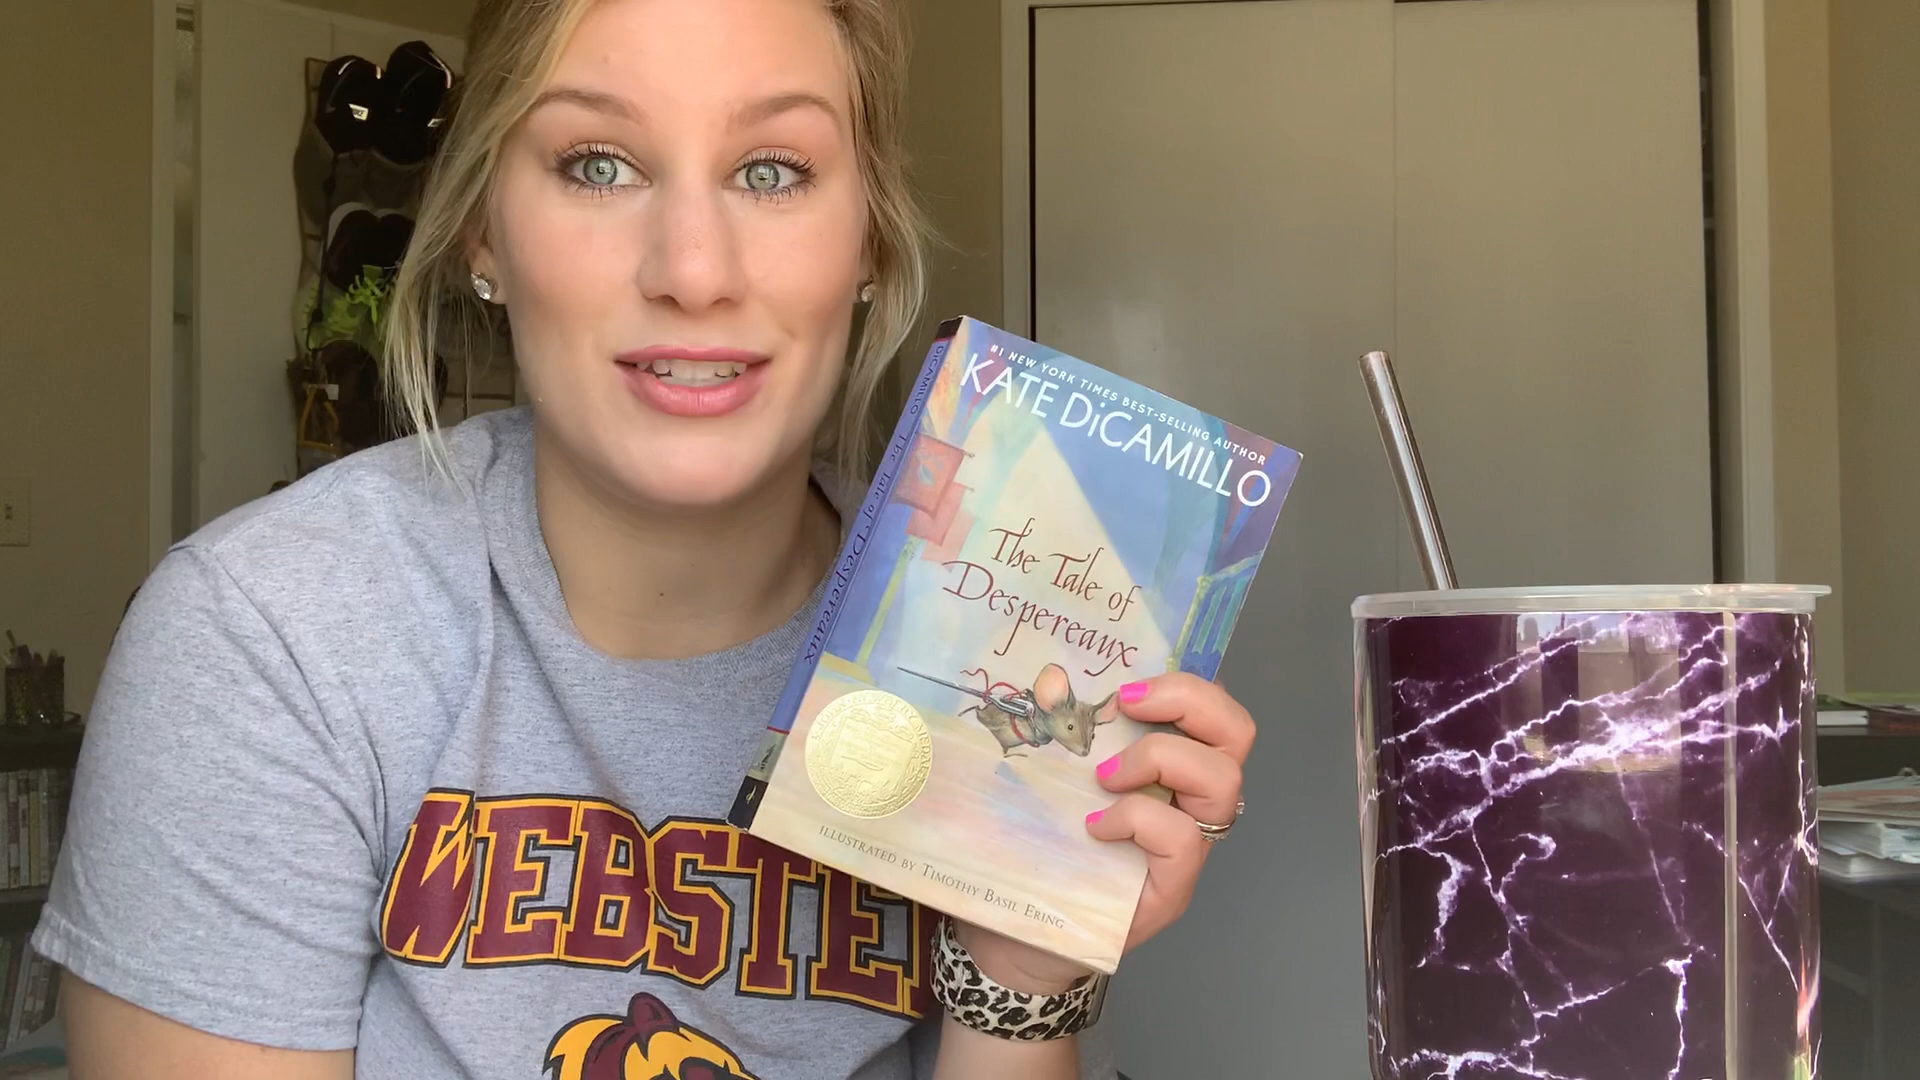 #1 NEW YORK TIMES BEST-SELLING AUTHOR
KATE DiCAMILLO
The Tale of
Despereaux
ILLUSTRATED BY TIMOTHY BASIL ERING
DiCAMILLO The Tale of Despereaux
WEBSTE